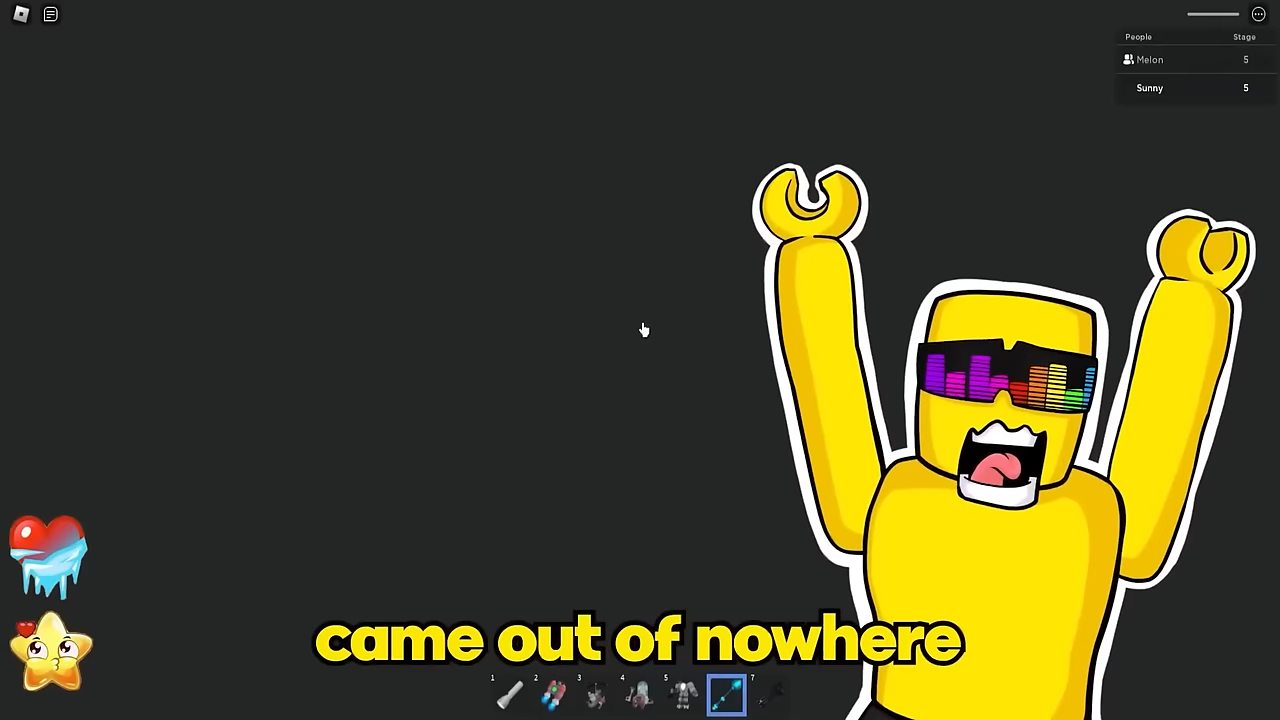 People Stage
Melon 5
Sunny 5
came out of nowhere
1 2 3 4 5 7